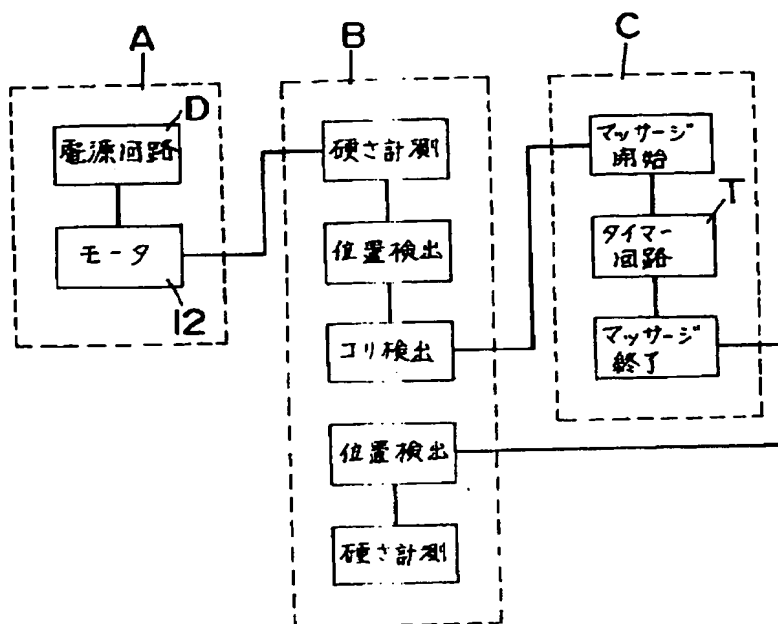 A
D
電源回路
モータ
12
B
硬さ計測
位置検出
コリ検出
位置検出
硬さ計測
C
マッサージ
開始
T
タイマー
回路
マッサージ
終了